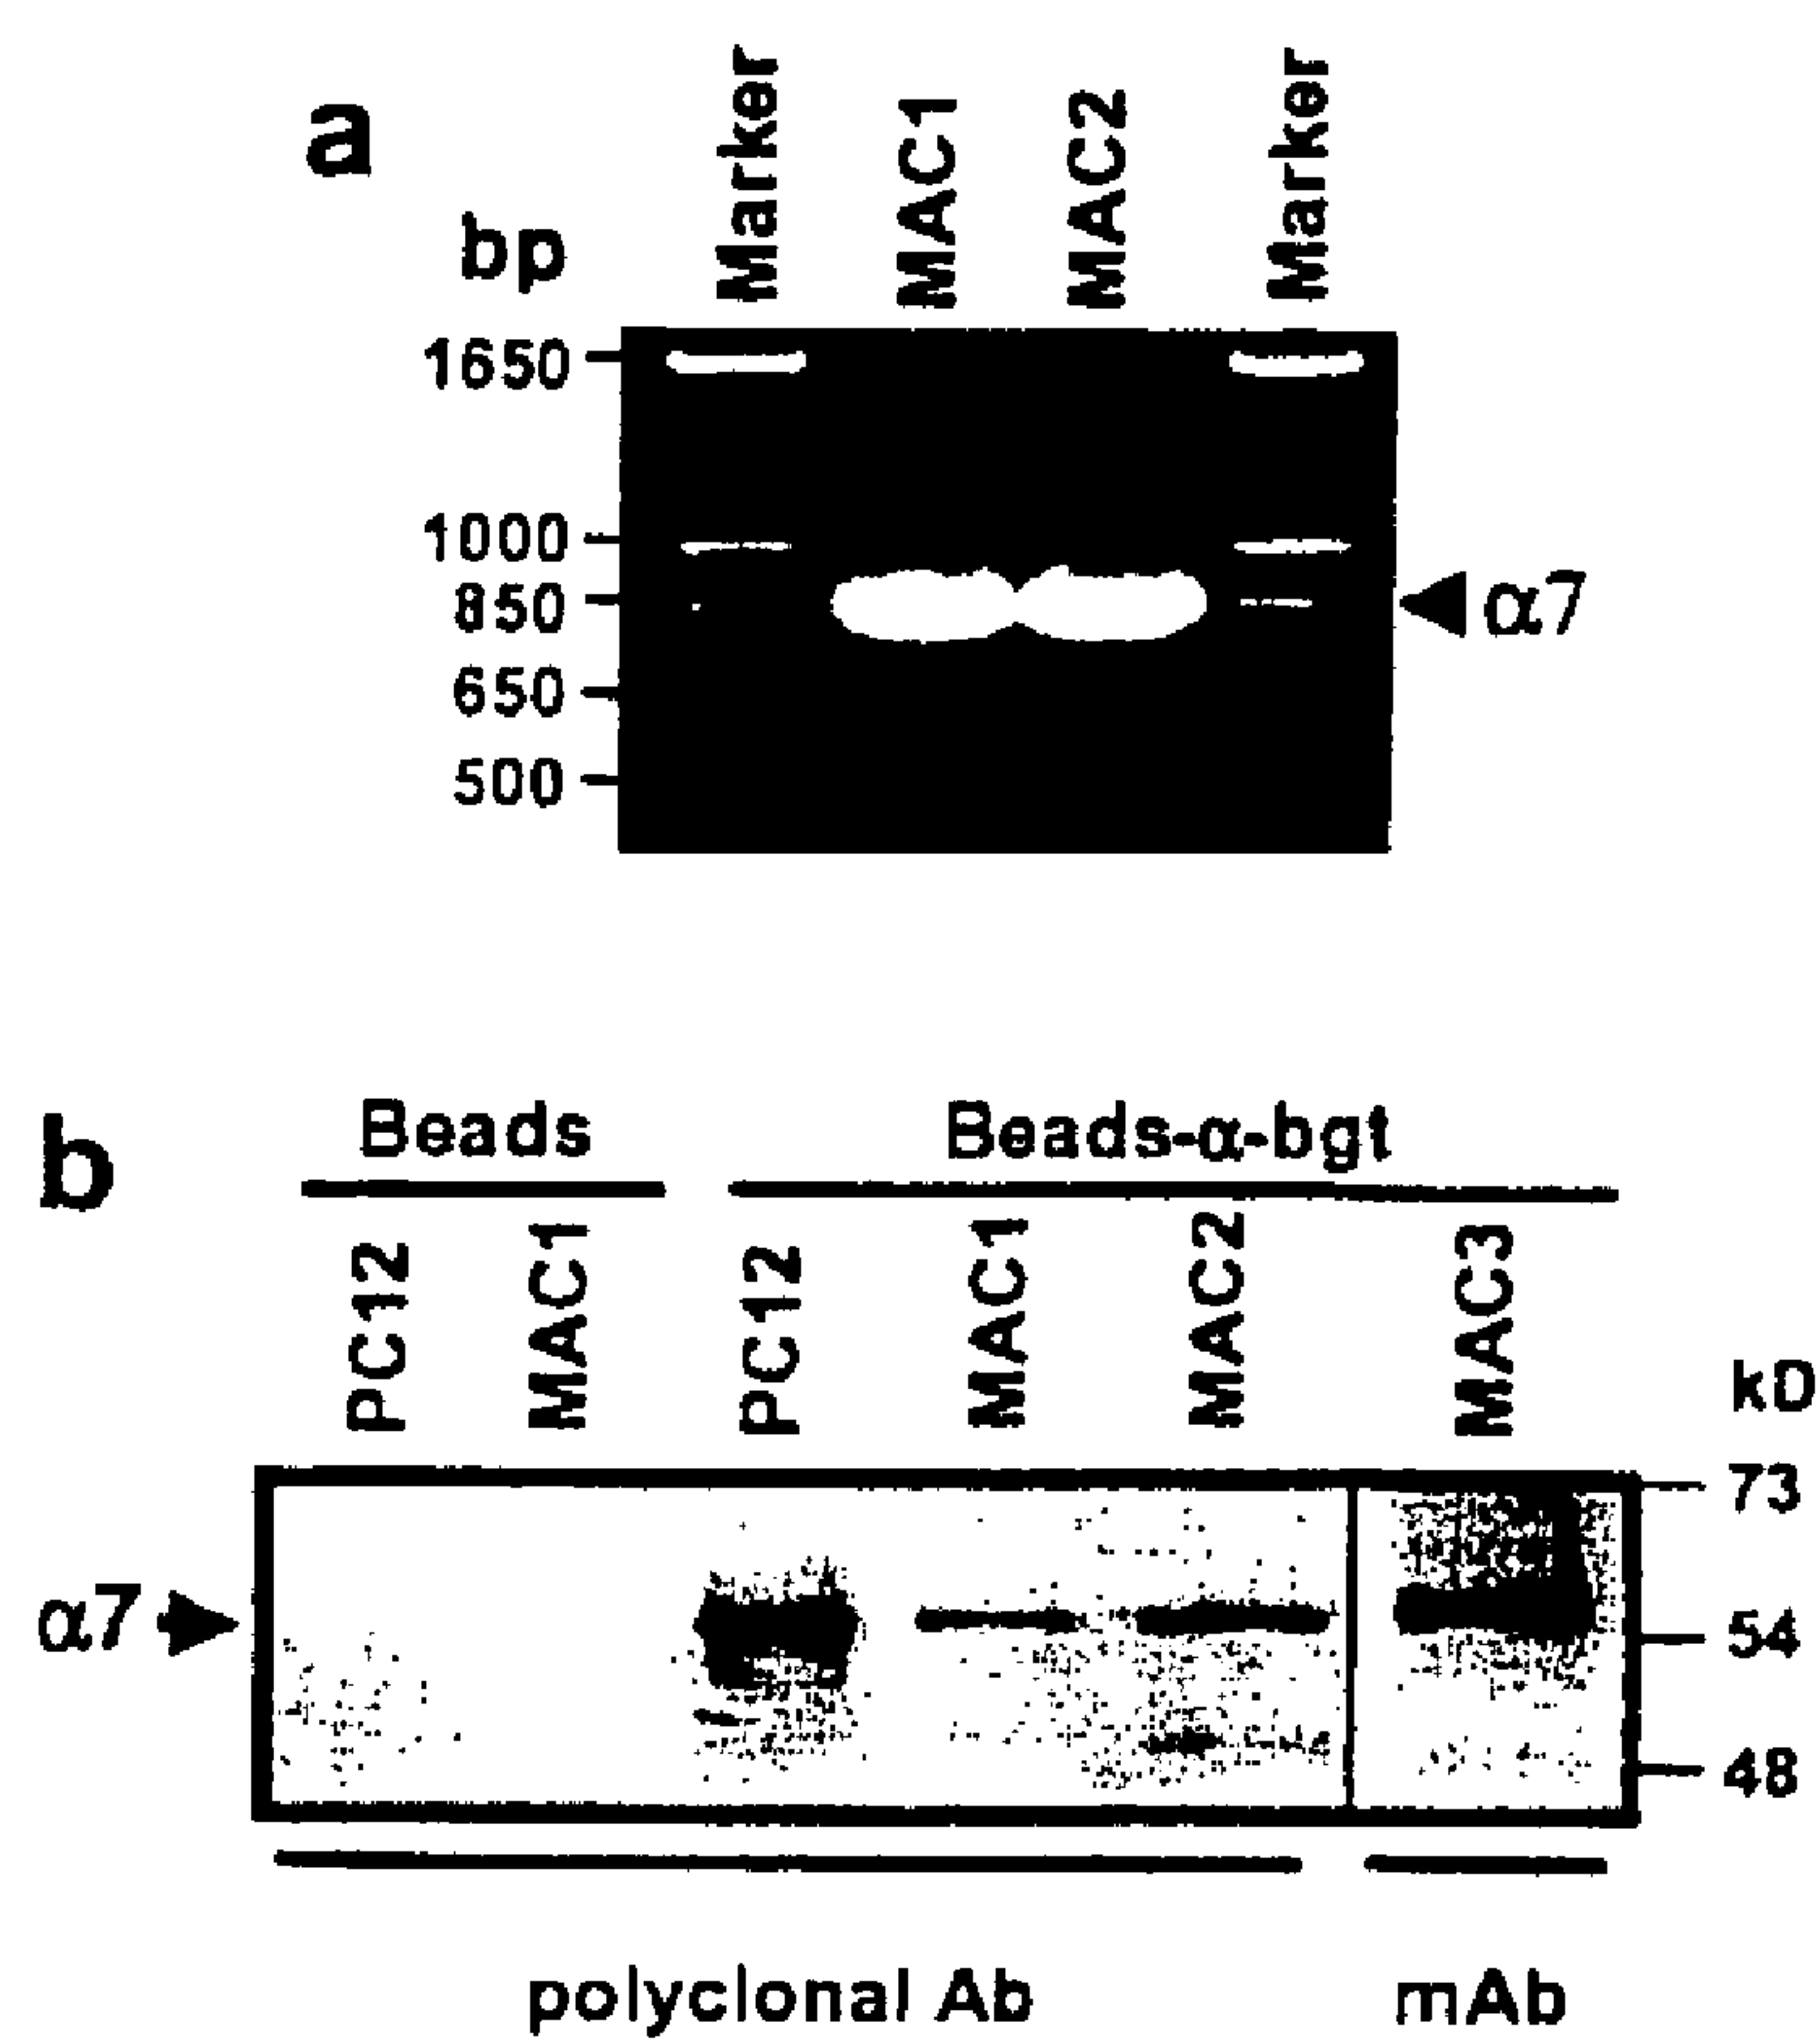 a
bp
Marker
MAC1
MAC2
Marker
1650
1000
850
650
500
α7
b
Beads
Beads-α-bgt
PC12
MAC1
PC12
MAC1
MAC2
MAC3
kD
73
54
48
α7
polyclonal Ab
mAb